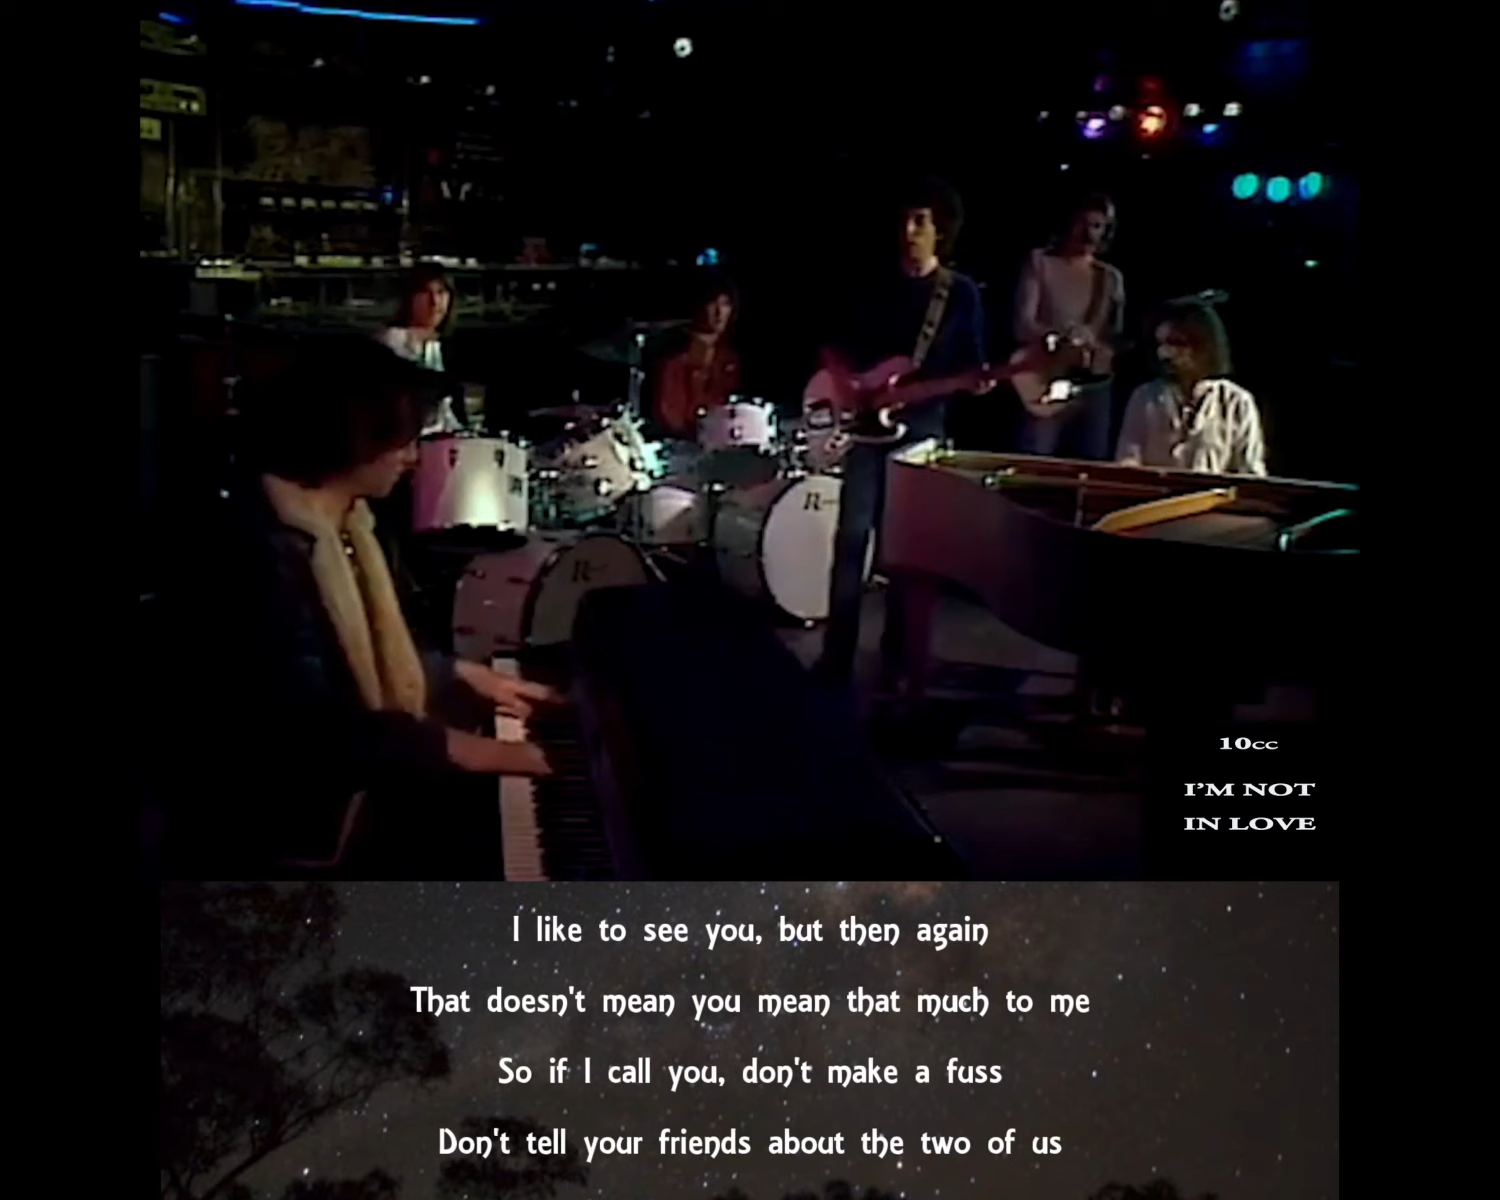 10cc
I'M NOT
IN LOVE
I like to see you, but then again
That doesn't mean you mean that much to me
So if I call you, don't make a fuss
Don't tell your friends about the two of us